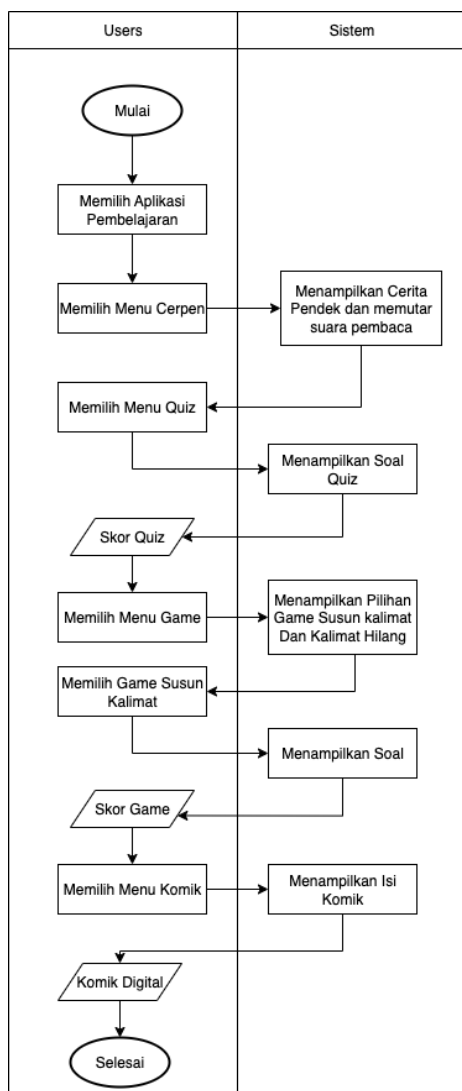 Users
Sistem
Mulai
Memilih Aplikasi
Pembelajaran
Memilih Menu Cerpen
Menampilkan Cerita
Pendek dan memutar
suara pembaca
Memilih Menu Quiz
Menampilkan Soal
Quiz
Skor Quiz
Memilih Menu Game
Menampilkan Pilihan
Game Susun kalimat
Dan Kalimat Hilang
Memilih Game Susun
Kalimat
Menampilkan Soal
Skor Game
Memilih Menu Komik
Menampilkan Isi
Komik
Komik Digital
Selesai